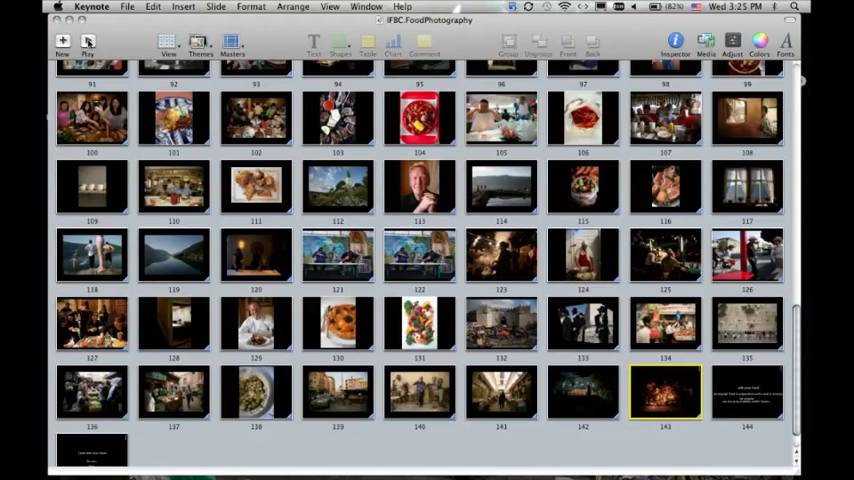 Keynote File Edit Insert Slide Format Arrange View Window Help (82%) Wed 3:25 PM
IFBC.FoodPhotography
New Play View Themes Masters Text Shapes Table Chart Comment Group Ungroup Front Back Inspector Media Adjust Colors Fonts
91 92 93 94 95 96 97 98 99
100 101 102 103 104 105 106 107 108
109 110 111 112 113 114 115 116 117
118 119 120 121 122 123 124 125 126
127 128 129 130 131 132 133 134 135
136 137 138 139 140 141 142 143 144